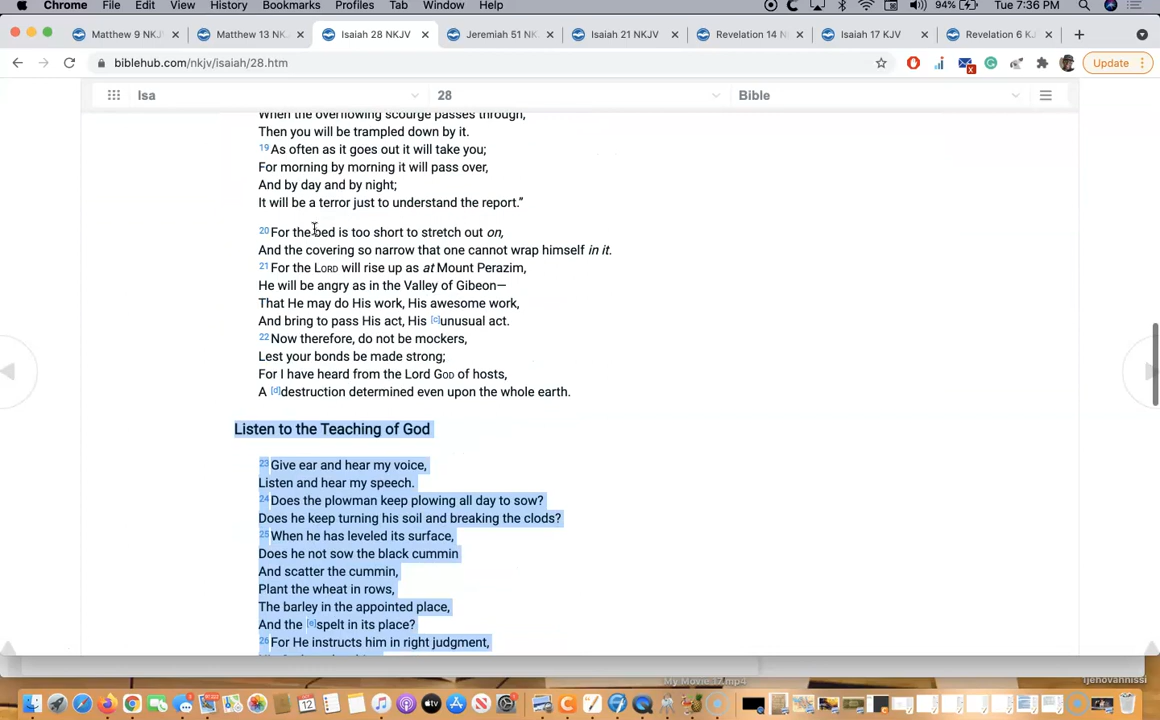 Chrome File Edit View History Bookmarks Profiles Tab Window Help 94% Tue 7:36 PM
Matthew 9 NKJV Matthew 13 NKJV Isaiah 28 NKJV Jeremiah 51 NKJV Isaiah 21 NKJV Revelation 14 N Isaiah 17 KJV Revelation 6 KJ
biblehub.com/nkjv/isaiah/28.htm Update
Isa 28 Bible
When the overflowing scourge passes through,
Then you will be trampled down by it.
19 As often as it goes out it will take you;
For morning by morning it will pass over,
And by day and by night;
It will be a terror just to understand the report.”
20 For the bed is too short to stretch out on,
And the covering so narrow that one cannot wrap himself in it.
21 For the LORD will rise up as at Mount Perazim,
He will be angry as in the Valley of Gibeon—
That He may do His work, His awesome work,
And bring to pass His act, His [c]unusual act.
22 Now therefore, do not be mockers,
Lest your bonds be made strong;
For I have heard from the Lord GOD of hosts,
A [d]destruction determined even upon the whole earth.
Listen to the Teaching of God
23 Give ear and hear my voice,
Listen and hear my speech.
24 Does the plowman keep plowing all day to sow?
Does he keep turning his soil and breaking the clods?
25 When he has leveled its surface,
Does he not sow the black cummin
And scatter the cummin,
Plant the wheat in rows,
The barley in the appointed place,
And the [e]spelt in its place?
26 For He instructs him in right judgment,
My Movie 17.mp4
12